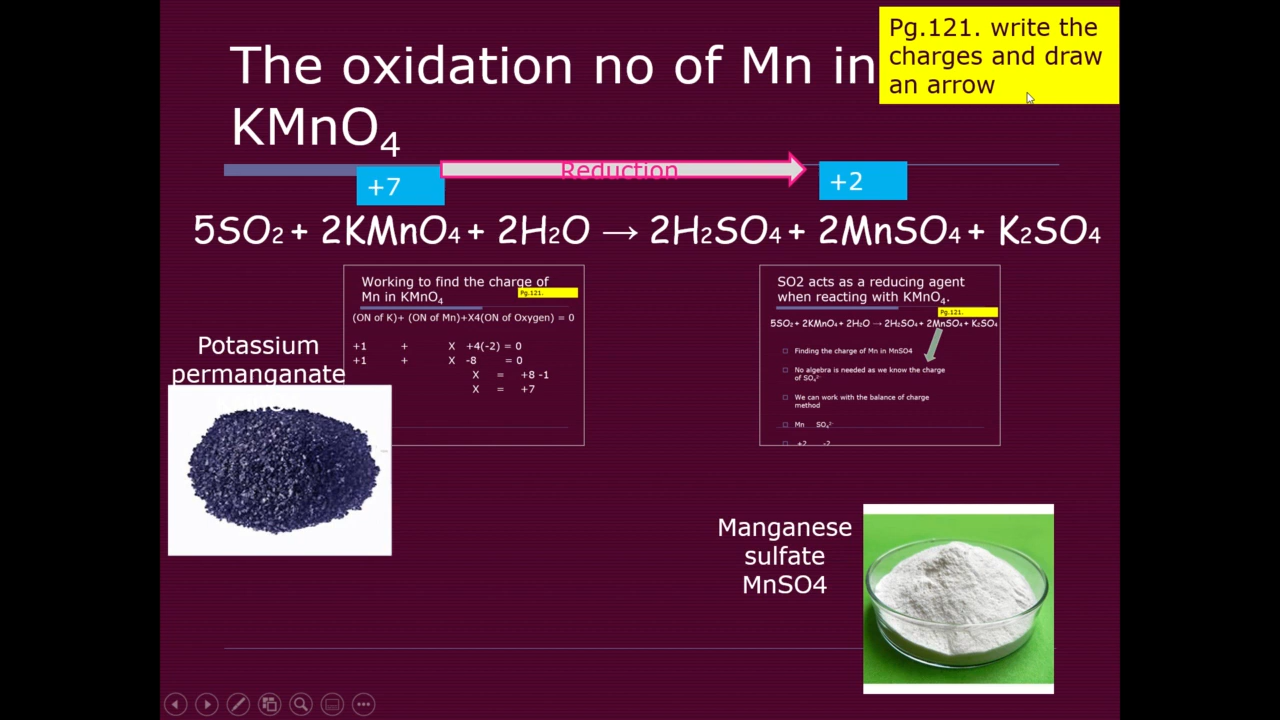 The oxidation no of Mn in
KMnO₄
Pg.121. write the
charges and draw
an arrow
Reduction
+7
+2
5SO₂ + 2KMnO₄ + 2H₂O → 2H₂SO₄ + 2MnSO₄ + K₂SO₄
Working to find the charge of
Mn in KMnO₄
Pg.121.
(ON of K)+ (ON of Mn)+X4(ON of Oxygen) = 0
+1 + X +4(-2) = 0
+1 + X -8 = 0
X = +8 -1
X = +7
SO2 acts as a reducing agent
when reacting with KMnO₄.
Pg.121.
5SO₂+ 2KMnO₄+ 2H₂O → 2H₂SO₄+ 2MnSO₄+ K₂SO₄
Finding the charge of Mn in MnSO4
No algebra is needed as we know the charge
of SO₄²⁻
We can work with the balance of charge
method
Mn SO₄²⁻
+2 -2
Potassium
permanganate
Manganese
sulfate
MnSO4